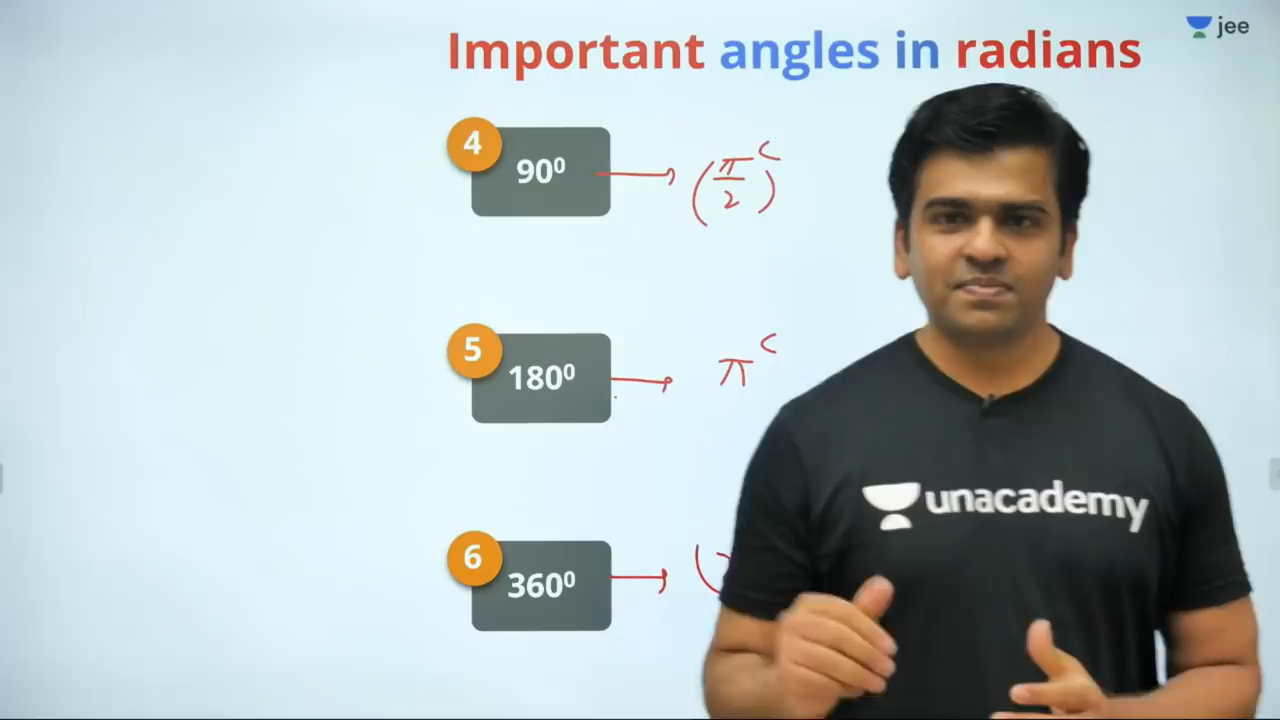 jee
Important angles in radians
4
90⁰ → (π/2)ᶜ
5
180⁰ → πᶜ
6
360⁰ → (
unacademy